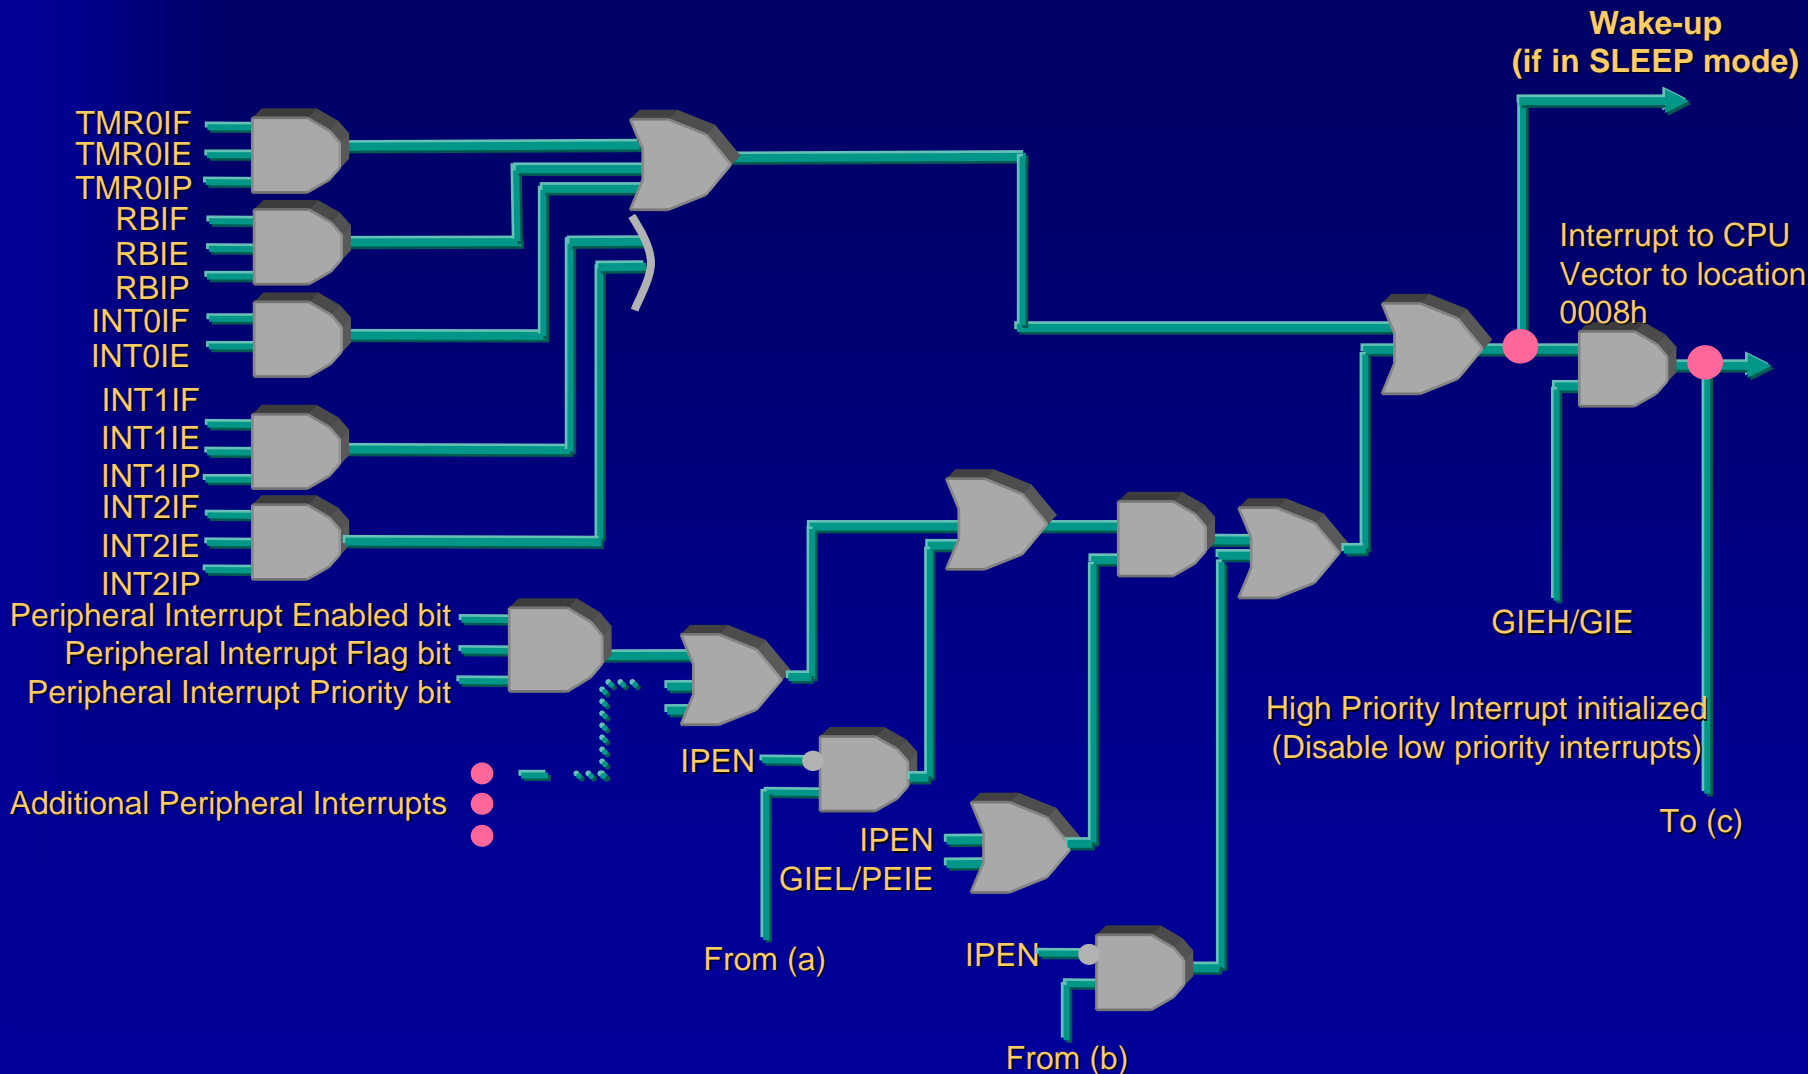 Wake-up
(if in SLEEP mode)
TMR0IF
TMR0IE
TMR0IP
RBIF
RBIE
RBIP
INT0IF
INT0IE
INT1IF
INT1IE
INT1IP
INT2IF
INT2IE
INT2IP
Interrupt to CPU
Vector to location
0008h
Peripheral Interrupt Enabled bit
Peripheral Interrupt Flag bit
Peripheral Interrupt Priority bit
GIEH/GIE
High Priority Interrupt initialized
(Disable low priority interrupts)
IPEN
Additional Peripheral Interrupts
To (c)
IPEN
GIEL/PEIE
From (a)
IPEN
From (b)